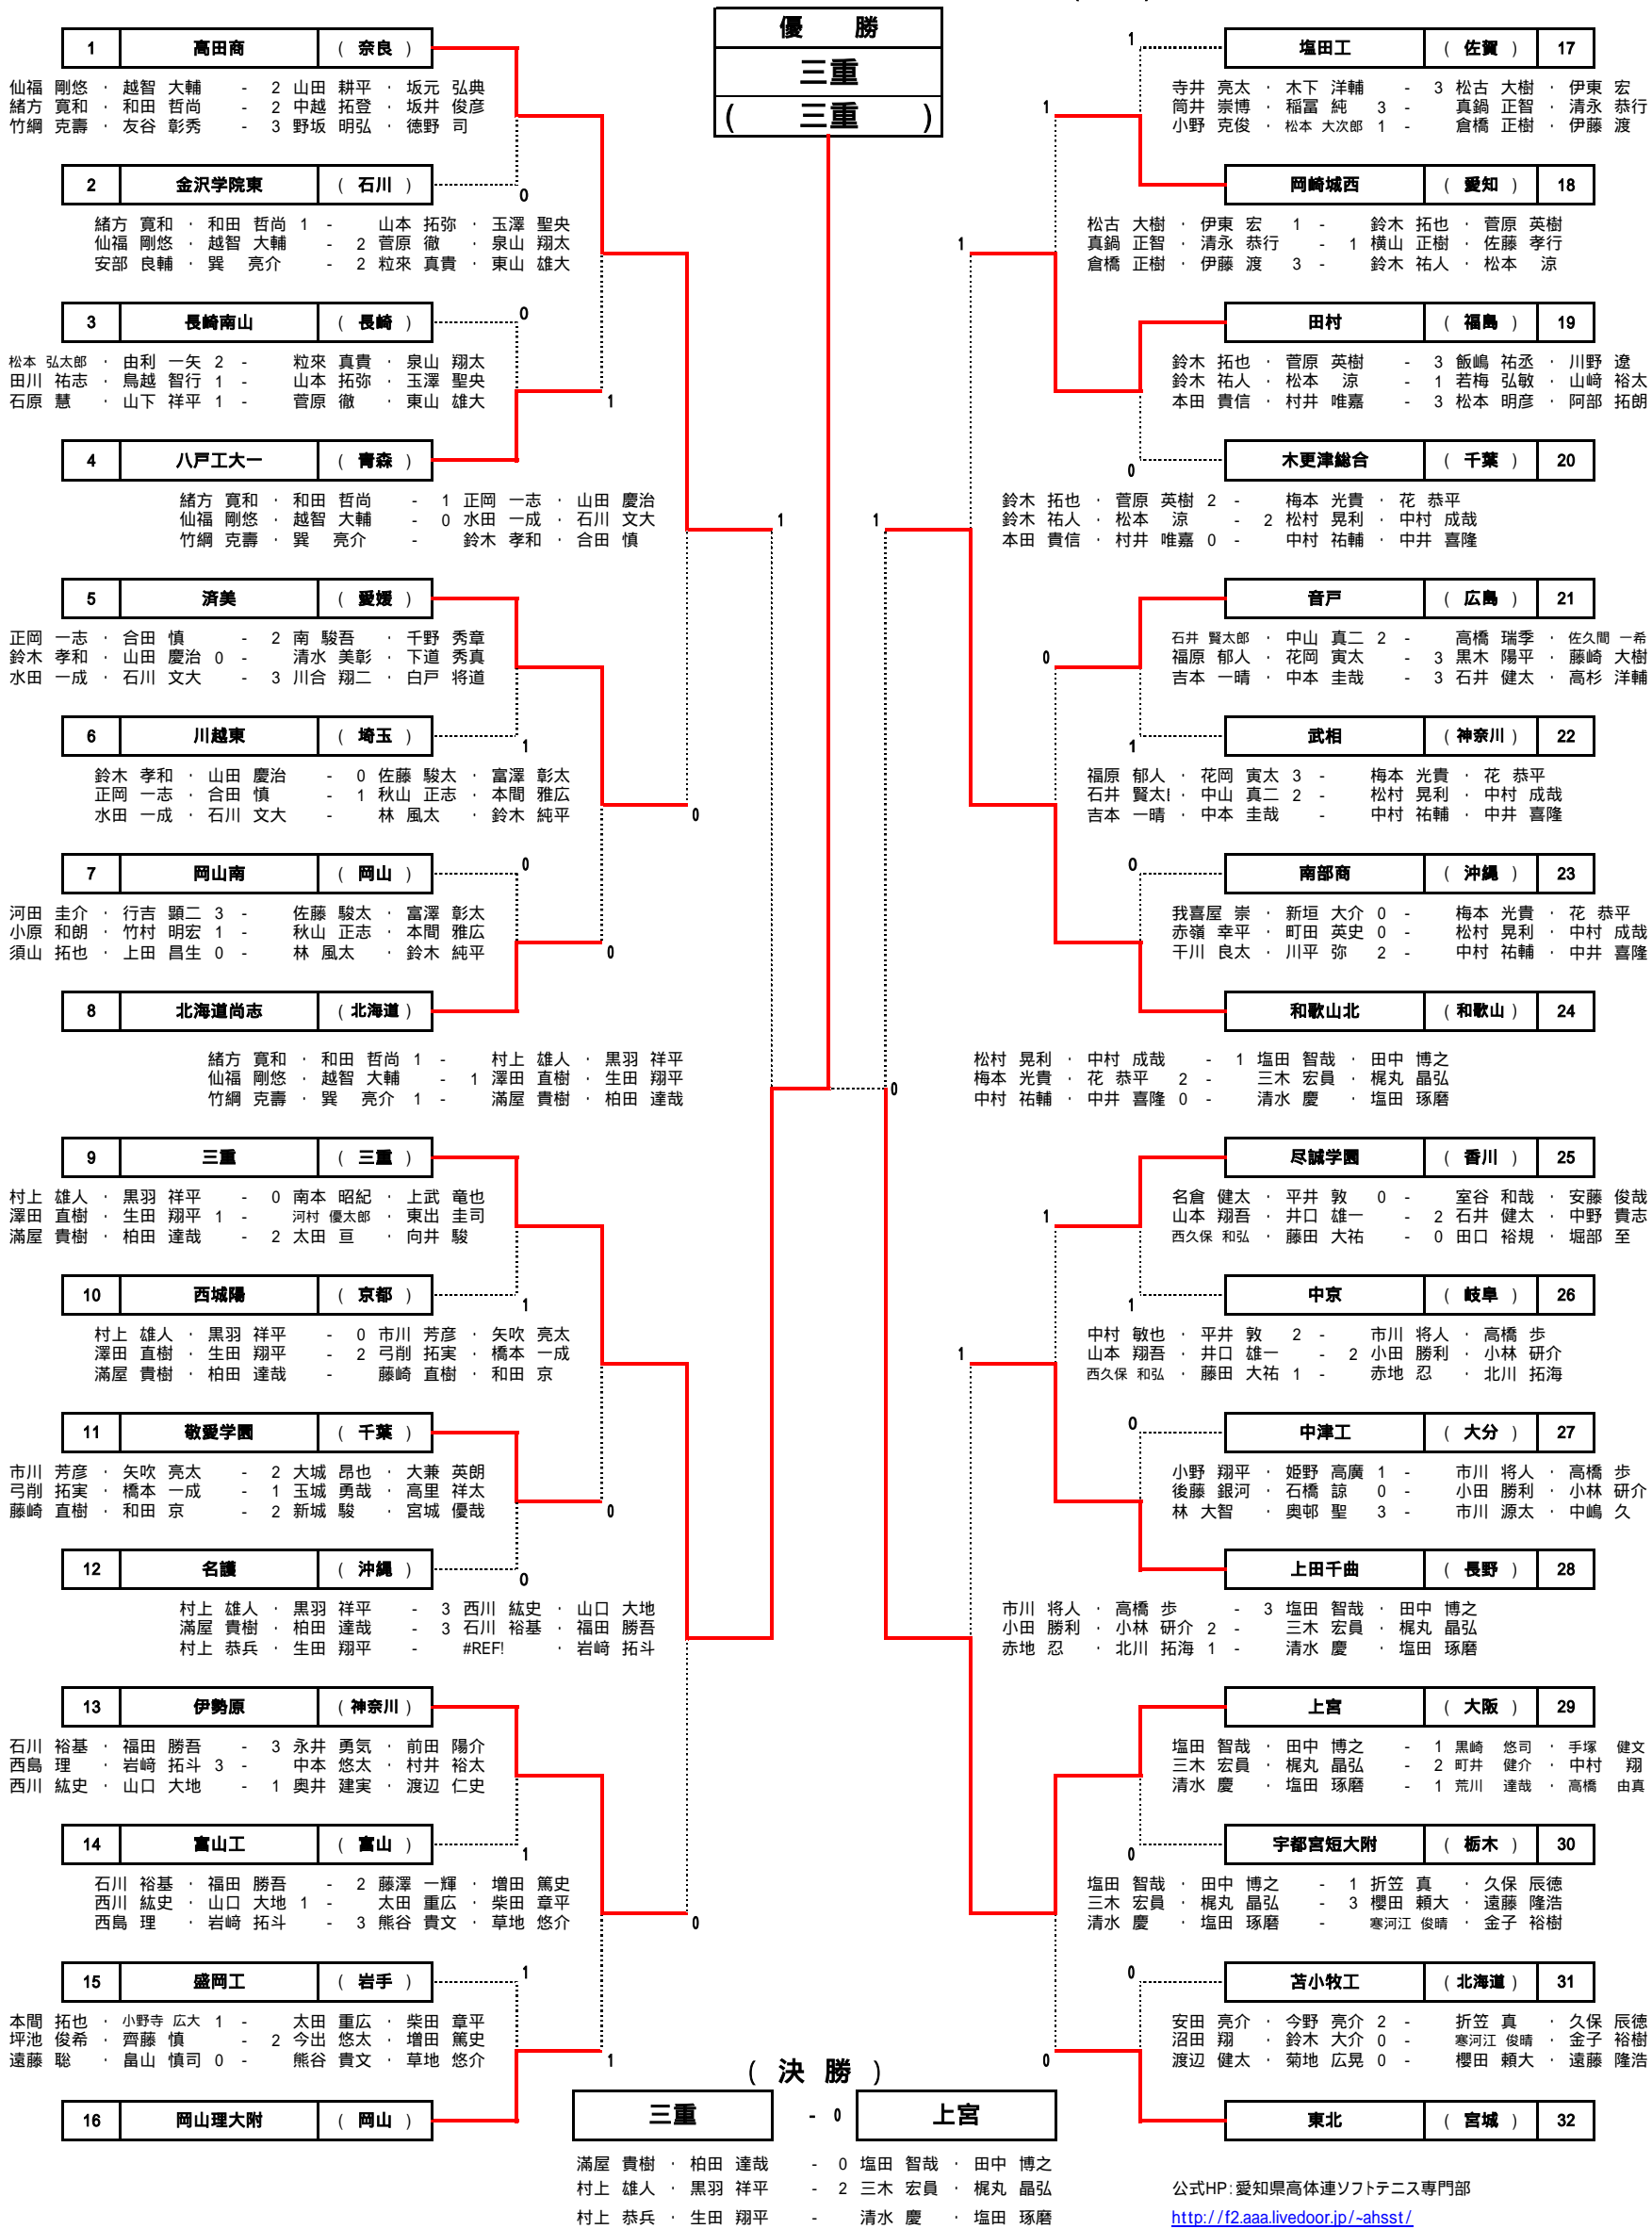 優 勝
三重
( 三重 )
1 高田商 ( 奈良 )
仙福 剛悠 ・ 越智 大輔 - 2 山田 耕平 ・ 坂元 弘典
緒方 寛和 ・ 和田 哲尚 - 2 中越 拓登 ・ 坂井 俊彦
竹綱 克壽 ・ 友谷 彰秀 - 3 野坂 明弘 ・ 徳野 司
2 金沢学院東 ( 石川 )
0
緒方 寛和 ・ 和田 哲尚 1 - 山本 拓弥 ・ 玉澤 聖央
仙福 剛悠 ・ 越智 大輔 - 2 菅原 徹 ・ 泉山 翔太
安部 良輔 ・ 巽 亮介 - 2 粒來 真貴 ・ 東山 雄大
3 長崎南山 ( 長崎 )
0
松本 弘太郎 ・ 由利 一矢 2 - 粒來 真貴 ・ 泉山 翔太
田川 祐志 ・ 鳥越 智行 1 - 山本 拓弥 ・ 玉澤 聖央
石原 慧 ・ 山下 祥平 1 - 菅原 徹 ・ 東山 雄大
1
4 八戸工大一 ( 青森 )
緒方 寛和 ・ 和田 哲尚 - 1 正岡 一志 ・ 山田 慶治
仙福 剛悠 ・ 越智 大輔 - 0 水田 一成 ・ 石川 文大
竹綱 克壽 ・ 巽 亮介 - 鈴木 孝和 ・ 合田 慎
1
5 済美 ( 愛媛 )
正岡 一志 ・ 合田 慎 - 2 南 駿吾 ・ 千野 秀章
鈴木 孝和 ・ 山田 慶治 0 - 清水 美彰 ・ 下道 秀真
水田 一成 ・ 石川 文大 - 3 川合 翔二 ・ 白戸 将道
6 川越東 ( 埼玉 )
1
鈴木 孝和 ・ 山田 慶治 - 0 佐藤 駿太 ・ 富澤 彰太
正岡 一志 ・ 合田 慎 - 1 秋山 正志 ・ 本間 雅広
水田 一成 ・ 石川 文大 - 林 風太 ・ 鈴木 純平
0
7 岡山南 ( 岡山 )
0
河田 圭介 ・ 行吉 顕二 3 - 佐藤 駿太 ・ 富澤 彰太
小原 和朗 ・ 竹村 明宏 1 - 秋山 正志 ・ 本間 雅広
須山 拓也 ・ 上田 昌生 0 - 林 風太 ・ 鈴木 純平
0
8 北海道尚志 ( 北海道 )
緒方 寛和 ・ 和田 哲尚 1 - 村上 雄人 ・ 黒羽 祥平
仙福 剛悠 ・ 越智 大輔 - 1 澤田 直樹 ・ 生田 翔平
竹綱 克壽 ・ 巽 亮介 1 - 滿屋 貴樹 ・ 柏田 達哉
9 三重 ( 三重 )
村上 雄人 ・ 黒羽 祥平 - 0 南本 昭紀 ・ 上武 竜也
澤田 直樹 ・ 生田 翔平 1 - 河村 優太郎 ・ 東出 圭司
滿屋 貴樹 ・ 柏田 達哉 - 2 太田 亘 ・ 向井 駿
10 西城陽 ( 京都 )
1
村上 雄人 ・ 黒羽 祥平 - 0 市川 芳彦 ・ 矢吹 亮太
澤田 直樹 ・ 生田 翔平 - 2 弓削 拓実 ・ 橋本 一成
滿屋 貴樹 ・ 柏田 達哉 - 藤崎 直樹 ・ 和田 京
11 敬愛学園 ( 千葉 )
市川 芳彦 ・ 矢吹 亮太 - 2 大城 昂也 ・ 大兼 英朗
弓削 拓実 ・ 橋本 一成 - 1 玉城 勇哉 ・ 高里 祥太
藤崎 直樹 ・ 和田 京 - 2 新城 駿 ・ 宮城 優哉
0
12 名護 ( 沖縄 )
0
村上 雄人 ・ 黒羽 祥平 - 3 西川 紘史 ・ 山口 大地
滿屋 貴樹 ・ 柏田 達哉 - 3 石川 裕基 ・ 福田 勝吾
村上 恭兵 ・ 生田 翔平 - #REF! ・ 岩﨑 拓斗
13 伊勢原 ( 神奈川 )
石川 裕基 ・ 福田 勝吾 - 3 永井 勇気 ・ 前田 陽介
西島 理 ・ 岩﨑 拓斗 3 - 中本 悠太 ・ 村井 裕太
西川 紘史 ・ 山口 大地 - 1 奥井 建実 ・ 渡辺 仁史
14 富山工 ( 富山 )
1
石川 裕基 ・ 福田 勝吾 - 2 藤澤 一輝 ・ 増田 篤史
西川 紘史 ・ 山口 大地 1 - 太田 重広 ・ 柴田 章平
西島 理 ・ 岩﨑 拓斗 - 3 熊谷 貴文 ・ 草地 悠介
0
15 盛岡工 ( 岩手 )
1
本間 拓也 ・ 小野寺 広大 1 - 太田 重広 ・ 柴田 章平
坪池 俊希 ・ 齊藤 慎 - 2 今出 悠太 ・ 増田 篤史
遠藤 聡 ・ 畠山 慎司 0 - 熊谷 貴文 ・ 草地 悠介
1
16 岡山理大附 ( 岡山 )
1
塩田工 ( 佐賀 ) 17
寺井 亮太 ・ 木下 洋輔 - 3 松古 大樹 ・ 伊東 宏
筒井 崇博 ・ 稲冨 純 3 - 真鍋 正智 ・ 清永 恭行
小野 克俊 ・ 松本 大次郎 1 - 倉橋 正樹 ・ 伊藤 渡
1
岡崎城西 ( 愛知 ) 18
松古 大樹 ・ 伊東 宏 1 - 鈴木 拓也 ・ 菅原 英樹
真鍋 正智 ・ 清永 恭行 - 1 横山 正樹 ・ 佐藤 孝行
倉橋 正樹 ・ 伊藤 渡 3 - 鈴木 祐人 ・ 松本 涼
1
田村 ( 福島 ) 19
鈴木 拓也 ・ 菅原 英樹 - 3 飯嶋 祐丞 ・ 川野 遼
鈴木 祐人 ・ 松本 涼 - 1 若梅 弘敏 ・ 山﨑 裕太
本田 貴信 ・ 村井 唯嘉 - 3 松本 明彦 ・ 阿部 拓朗
木更津総合 ( 千葉 ) 20
0
鈴木 拓也 ・ 菅原 英樹 2 - 梅本 光貴 ・ 花 恭平
鈴木 祐人 ・ 松本 涼 - 2 松村 晃利 ・ 中村 成哉
本田 貴信 ・ 村井 唯嘉 0 - 中村 祐輔 ・ 中井 喜隆
1
音戸 ( 広島 ) 21
石井 賢太郎 ・ 中山 真二 2 - 高橋 瑞季 ・ 佐久間 一希
福原 郁人 ・ 花岡 寅太 - 3 黒木 陽平 ・ 藤崎 大樹
吉本 一晴 ・ 中本 圭哉 - 3 石井 健太 ・ 高杉 洋輔
0
武相 ( 神奈川 ) 22
1
福原 郁人 ・ 花岡 寅太 3 - 梅本 光貴 ・ 花 恭平
石井 賢太 ・ 中山 真二 2 - 松村 晃利 ・ 中村 成哉
吉本 一晴 ・ 中本 圭哉 - 中村 祐輔 ・ 中井 喜隆
0
南部商 ( 沖縄 ) 23
我喜屋 崇 ・ 新垣 大介 0 - 梅本 光貴 ・ 花 恭平
赤嶺 幸平 ・ 町田 英史 0 - 松村 晃利 ・ 中村 成哉
干川 良太 ・ 川平 弥 2 - 中村 祐輔 ・ 中井 喜隆
和歌山北 ( 和歌山 ) 24
松村 晃利 ・ 中村 成哉 - 1 塩田 智哉 ・ 田中 博之
梅本 光貴 ・ 花 恭平 2 - 三木 宏員 ・ 梶丸 晶弘
中村 祐輔 ・ 中井 喜隆 0 - 清水 慶 ・ 塩田 琢磨
0
尽誠学園 ( 香川 ) 25
名倉 健太 ・ 平井 敦 0 - 室谷 和哉 ・ 安藤 俊哉
山本 翔吾 ・ 井口 雄一 - 2 石井 健太 ・ 中野 貴志
西久保 和弘 ・ 藤田 大祐 - 0 田口 裕規 ・ 堀部 至
1
中京 ( 岐阜 ) 26
1
中村 敏也 ・ 平井 敦 2 - 市川 将人 ・ 高橋 歩
山本 翔吾 ・ 井口 雄一 - 2 小田 勝利 ・ 小林 研介
西久保 和弘 ・ 藤田 大祐 1 - 赤地 忍 ・ 北川 拓海
1
0
中津工 ( 大分 ) 27
小野 翔平 ・ 姫野 高廣 1 - 市川 将人 ・ 高橋 歩
後藤 銀河 ・ 石橋 諒 0 - 小田 勝利 ・ 小林 研介
林 大智 ・ 奥邨 聖 3 - 市川 源太 ・ 中嶋 久
上田千曲 ( 長野 ) 28
市川 将人 ・ 高橋 歩 - 3 塩田 智哉 ・ 田中 博之
小田 勝利 ・ 小林 研介 2 - 三木 宏員 ・ 梶丸 晶弘
赤地 忍 ・ 北川 拓海 1 - 清水 慶 ・ 塩田 琢磨
上宮 ( 大阪 ) 29
塩田 智哉 ・ 田中 博之 - 1 黒崎 悠司 ・ 手塚 健文
三木 宏員 ・ 梶丸 晶弘 - 2 町井 健介 ・ 中村 翔
清水 慶 ・ 塩田 琢磨 - 1 荒川 達哉 ・ 高橋 由真
宇都宮短大附 ( 栃木 ) 30
0
塩田 智哉 ・ 田中 博之 - 1 折笠 真 ・ 久保 辰徳
三木 宏員 ・ 梶丸 晶弘 - 3 櫻田 頼大 ・ 遠藤 隆浩
清水 慶 ・ 塩田 琢磨 - 寒河江 俊晴 ・ 金子 裕樹
0
苫小牧工 ( 北海道 ) 31
安田 亮介 ・ 今野 亮介 2 - 折笠 真 ・ 久保 辰徳
沼田 翔 ・ 鈴木 大介 0 - 寒河江 俊晴 ・ 金子 裕樹
渡辺 健太 ・ 菊地 広晃 0 - 櫻田 頼大 ・ 遠藤 隆浩
0
東北 ( 宮城 ) 32
( 決 勝 )
三重 - 0 上宮
滿屋 貴樹 ・ 柏田 達哉 - 0 塩田 智哉 ・ 田中 博之
村上 雄人 ・ 黒羽 祥平 - 2 三木 宏員 ・ 梶丸 晶弘
村上 恭兵 ・ 生田 翔平 - 清水 慶 ・ 塩田 琢磨
公式HP:愛知県高体連ソフトテニス専門部
http://f2.aaa.livedoor.jp/~ahsst/